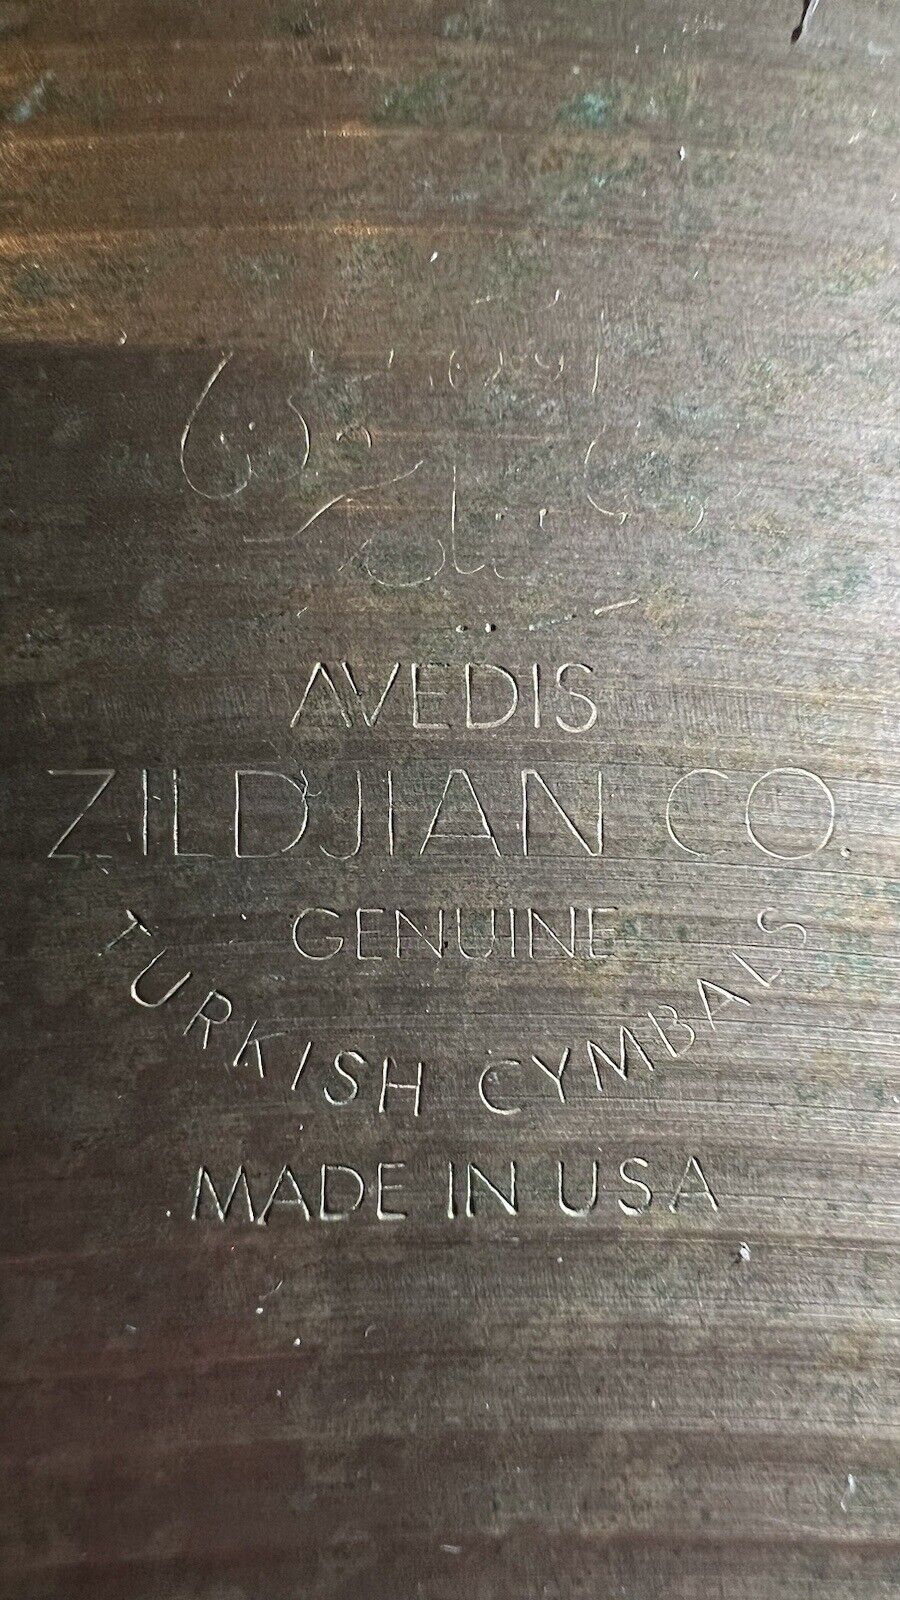 AVEDIS
ZILDJIAN CO
GENUINE
TURKISH CYMBALS
MADE IN USA